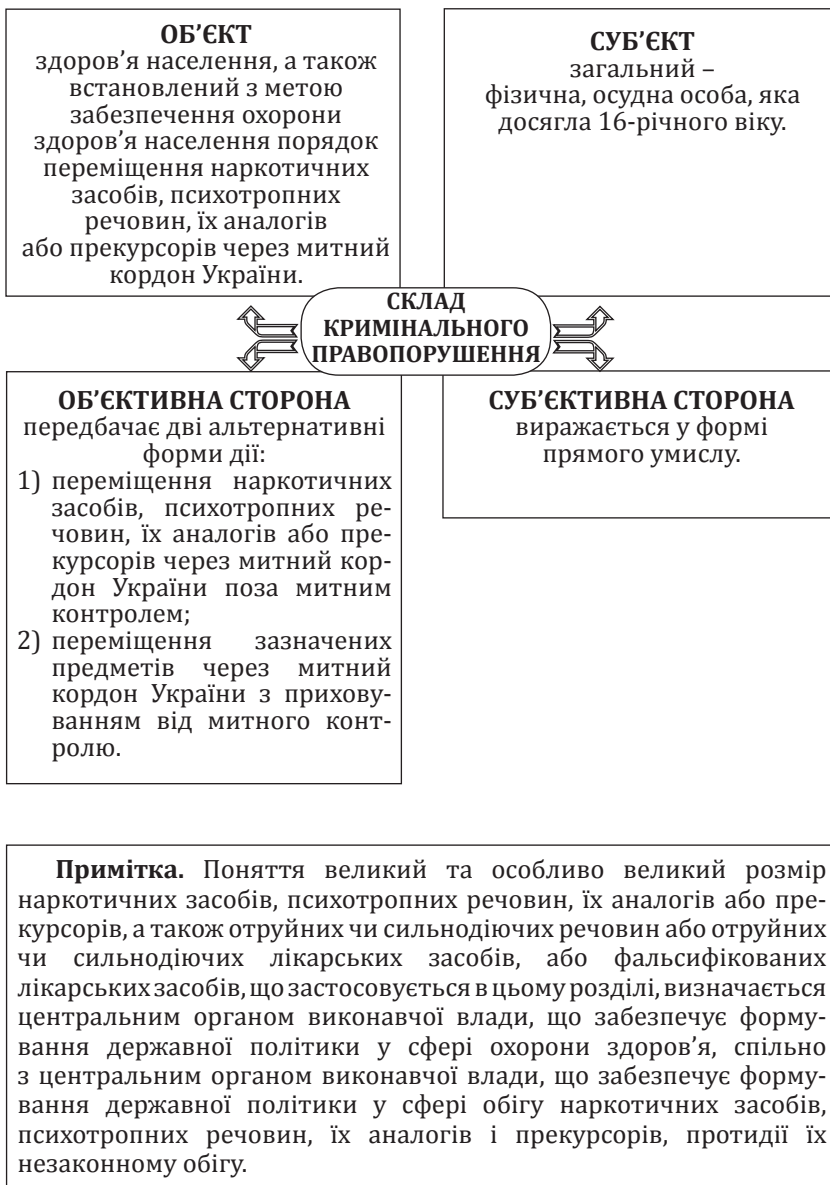 ОБ’ЄКТ
здоров’я населення, а також
встановлений з метою
забезпечення охорони
здоров’я населення порядок
переміщення наркотичних
засобів, психотропних
речовин, їх аналогів
або прекурсорів через митний
кордон України.
СУБ’ЄКТ
загальний –
фізична, осудна особа, яка
досягла 16-річного віку.
СКЛАД
КРИМІНАЛЬНОГО
ПРАВОПОРУШЕННЯ
ОБ’ЄКТИВНА СТОРОНА
передбачає дві альтернативні
форми дії:
1) переміщення наркотичних
засобів, психотропних ре-
човин, їх аналогів або пре-
курсорів через митний кор-
дон України поза митним
контролем;
2) переміщення зазначених
предметів через митний
кордон України з прихову-
ванням від митного конт-
ролю.
СУБ’ЄКТИВНА СТОРОНА
виражається у формі
прямого умислу.
Примітка. Поняття великий та особливо великий розмір
наркотичних засобів, психотропних речовин, їх аналогів або пре-
курсорів, а також отруйних чи сильнодіючих речовин або отруйних
чи сильнодіючих лікарських засобів, або фальсифікованих
лікарських засобів, що застосовується в цьому розділі, визначається
центральним органом виконавчої влади, що забезпечує форму-
вання державної політики у сфері охорони здоров’я, спільно
з центральним органом виконавчої влади, що забезпечує форму-
вання державної політики у сфері обігу наркотичних засобів,
психотропних речовин, їх аналогів і прекурсорів, протидії їх
незаконному обігу.